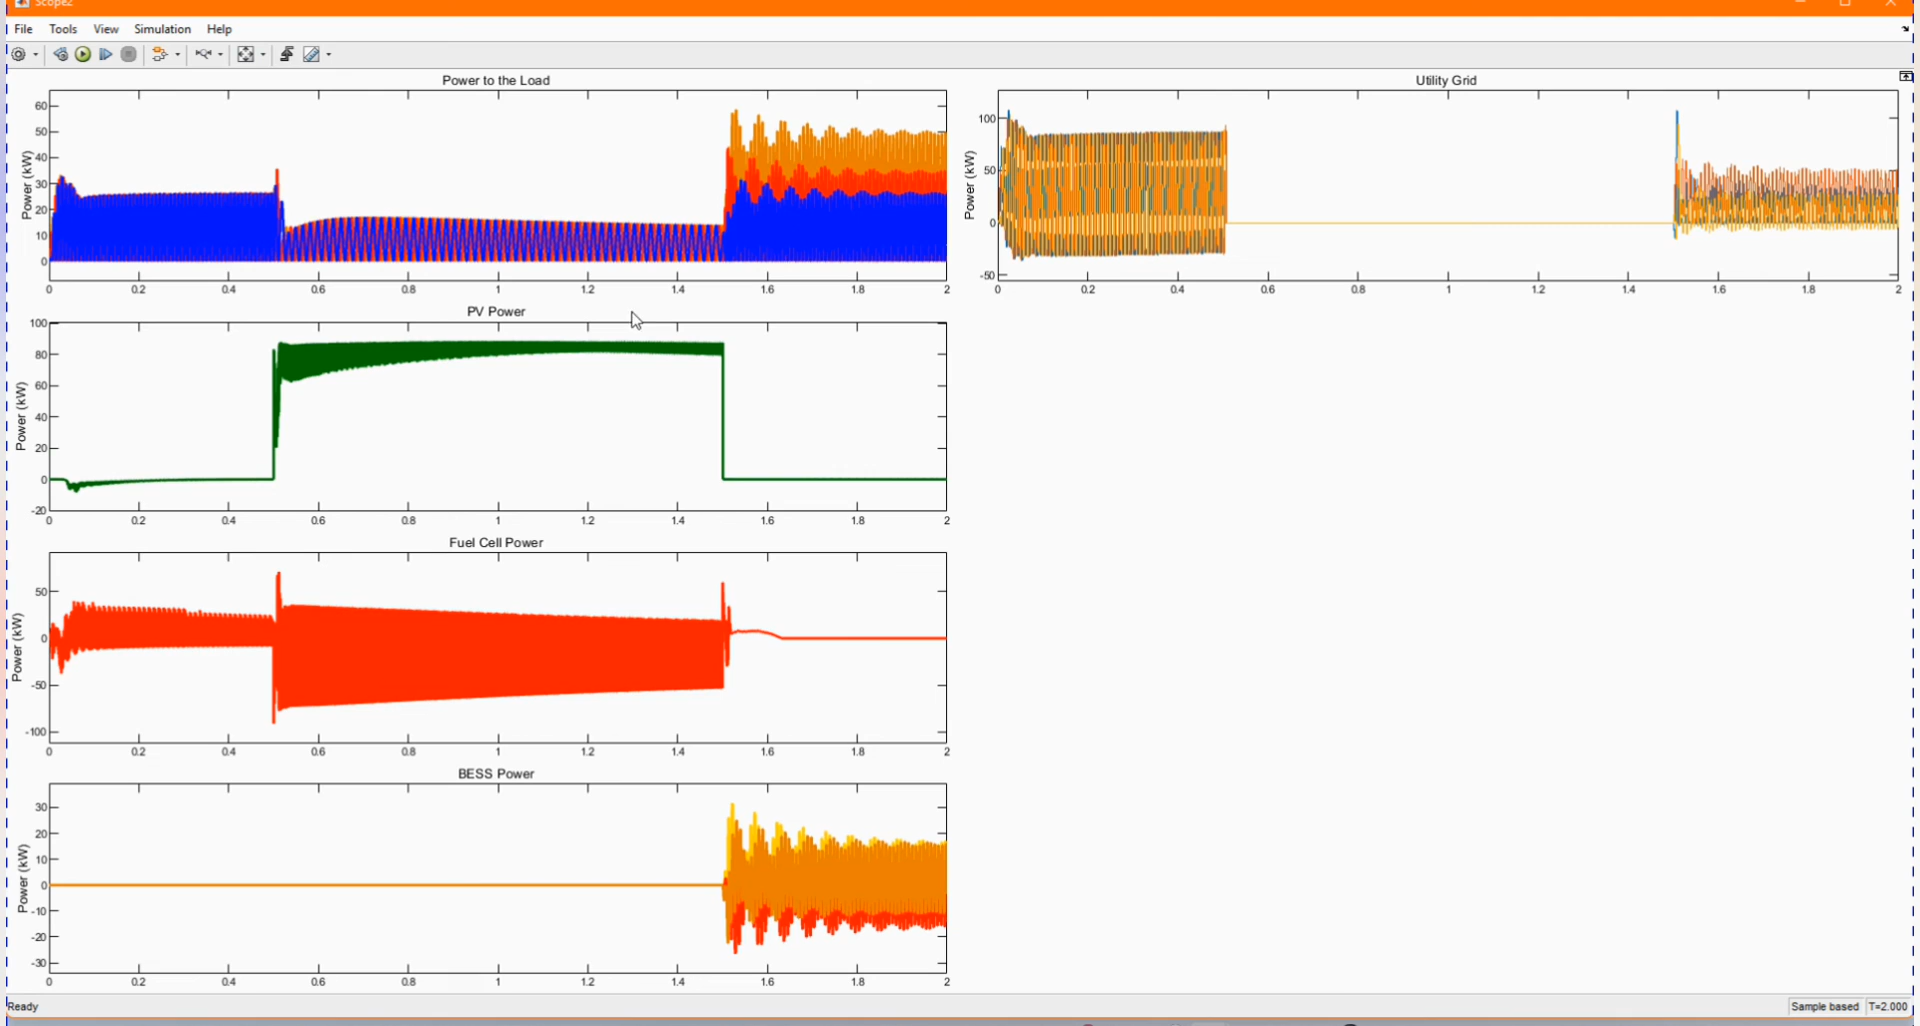 Scope2
File Tools View Simulation Help
Power to the Load
Power (kW)
60
50
40
30
20
10
0
0 0.2 0.4 0.6 0.8 1 1.2 1.4 1.6 1.8 2
Utility Grid
Power (kW)
100
50
0
-50
0 0.2 0.4 0.6 0.8 1 1.2 1.4 1.6 1.8 2
PV Power
Power (kW)
100
80
60
40
20
0
-20
0 0.2 0.4 0.6 0.8 1 1.2 1.4 1.6 1.8 2
Fuel Cell Power
Power (kW)
50
0
-50
-100
0 0.2 0.4 0.6 0.8 1 1.2 1.4 1.6 1.8 2
BESS Power
Power (kW)
30
20
10
0
-10
-20
-30
0 0.2 0.4 0.6 0.8 1 1.2 1.4 1.6 1.8 2
Ready
Sample based T=2.000